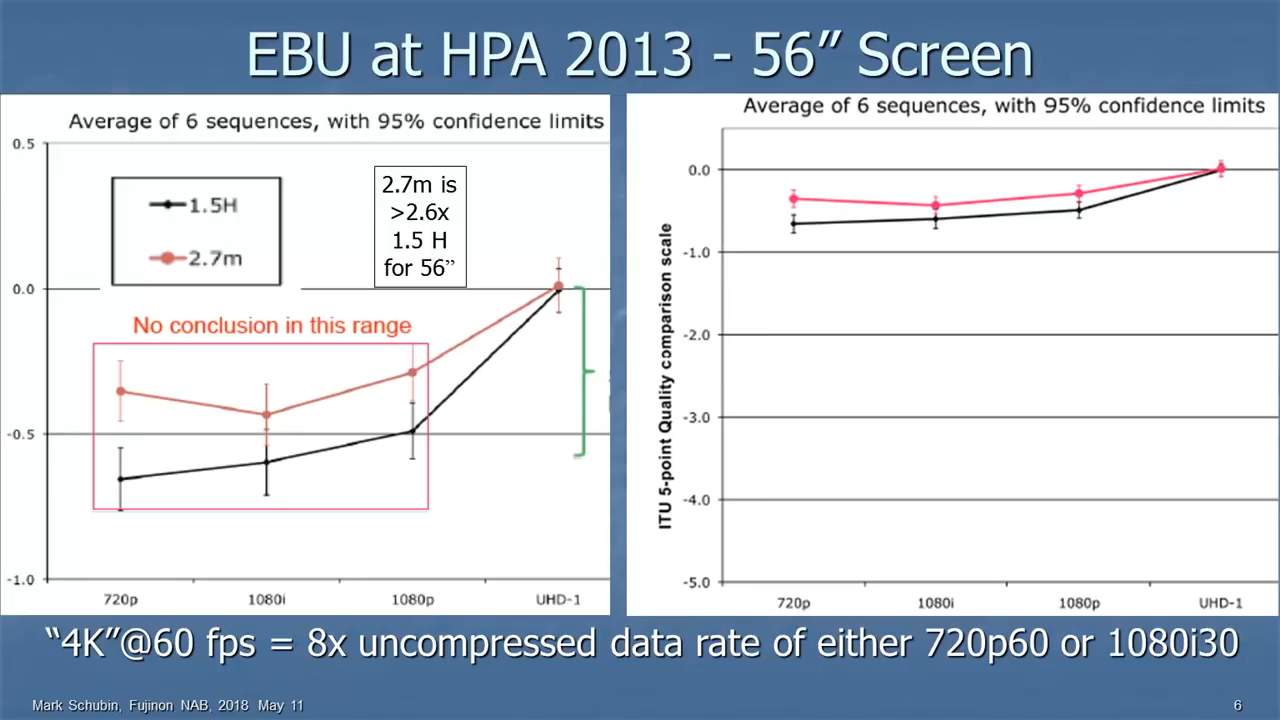 EBU at HPA 2013 - 56” Screen
Average of 6 sequences, with 95% confidence limits
0.5
1.5H
2.7m
2.7m is
>2.6x
1.5 H
for 56”
0.0
No conclusion in this range
-0.5
-1.0
720p 1080i 1080p UHD-1
Average of 6 sequences, with 95% confidence limits
ITU 5-point Quality comparison scale
0.0
-1.0
-2.0
-3.0
-4.0
-5.0
720p 1080i 1080p UHD-1
“4K”@60 fps = 8x uncompressed data rate of either 720p60 or 1080i30
Mark Schubin, Fujinon NAB, 2018 May 11
6